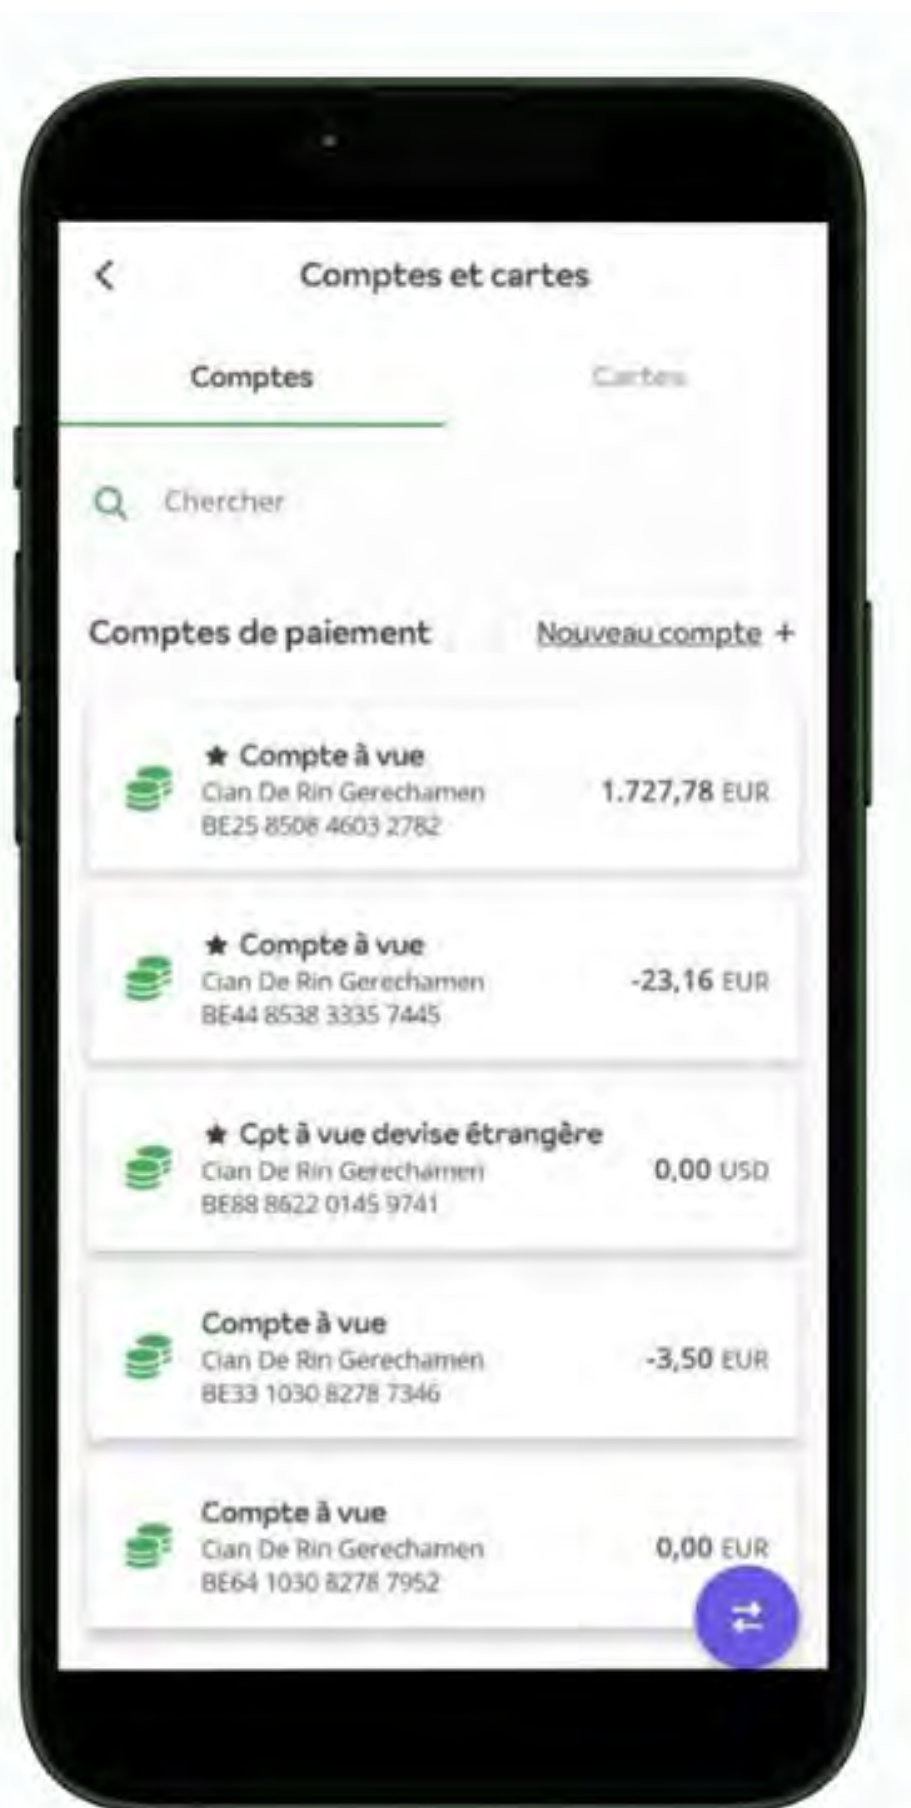 Comptes et cartes
Comptes Cartes
Chercher
Comptes de paiement Nouveau compte +
★ Compte à vue
Cian De Rin Gerechamen 1.727,78 EUR
BE25 8508 4603 2782
★ Compte à vue
Cian De Rin Gerechamen -23,16 EUR
BE44 8538 3335 7445
★ Cpt à vue devise étrangère
Cian De Rin Gerechamen 0,00 USD
BE88 8622 0145 9741
Compte à vue
Cian De Rin Gerechamen -3,50 EUR
BE33 1030 8278 7346
Compte à vue
Cian De Rin Gerechamen 0,00 EUR
BE64 1030 8278 7952